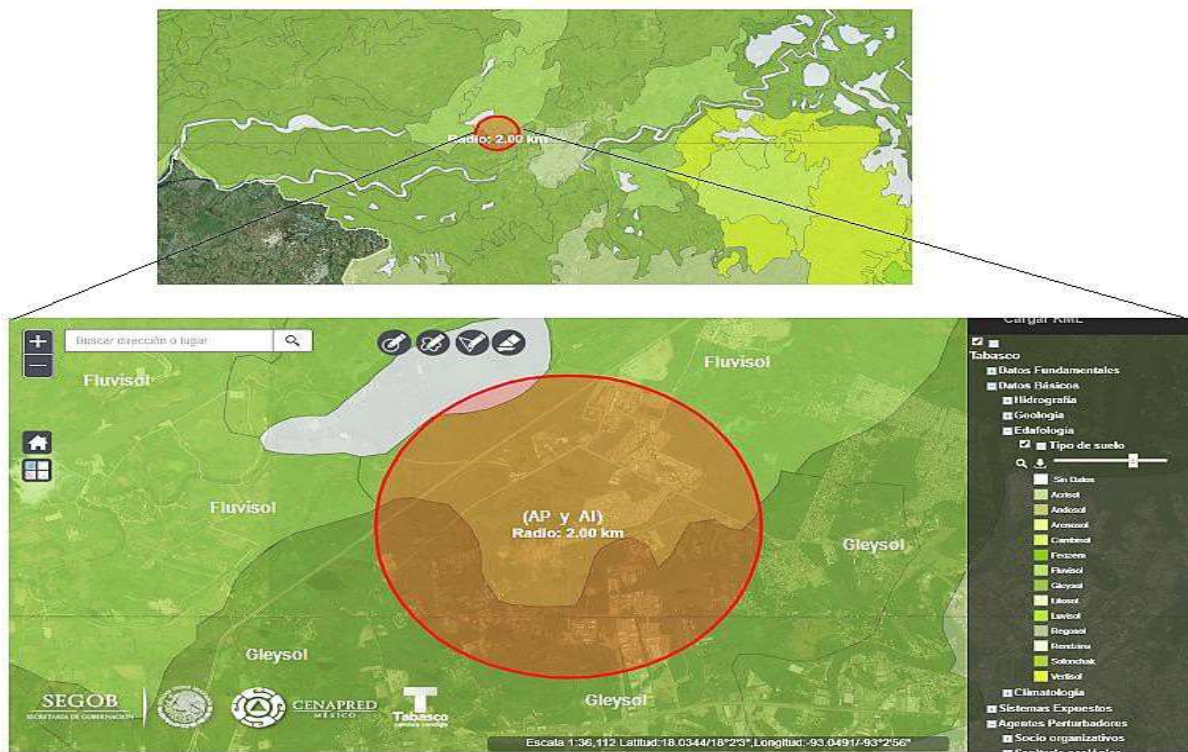 Radio: 2.00 km
Cargar KML
Buscar dirección o lugar
Fluvisol
Fluvisol
Fluvisol
Gleysol
Gleysol
Gleysol
(AP y AI)
Radio: 2.00 km
SEGOB
SECRETARÍA DE GOBERNACIÓN
CENAPRED
MÉXICO
Tabasco
cambia contigo
Escala 1:36,112 Latitud:18.0344/18°2'3",Longitud:-93.0491/-93°2'56"
Tabasco
Datos Fundamentales
Datos Básicos
Hidrografía
Geología
Edafología
Tipo de suelo
Sin Datos
Acrisol
Andosol
Arenosol
Cambisol
Feozem
Fluvisol
Gleysol
Litosol
Luvisol
Regosol
Rendzina
Solonchak
Vertisol
Climatología
Sistemas Expuestos
Agentes Perturbadores
Socio organizativos